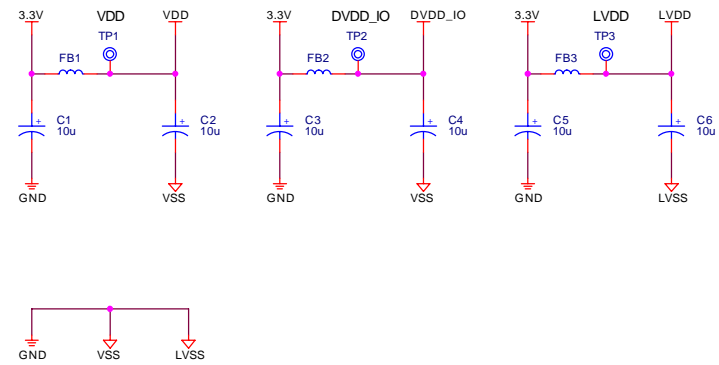 3.3V VDD VDD
TP1
FB1
C1
10u
C2
10u
GND VSS
3.3V DVDD_IO DVDD_IO
TP2
FB2
C3
10u
C4
10u
GND VSS
3.3V LVDD LVDD
TP3
FB3
C5
10u
C6
10u
GND LVSS
GND VSS LVSS